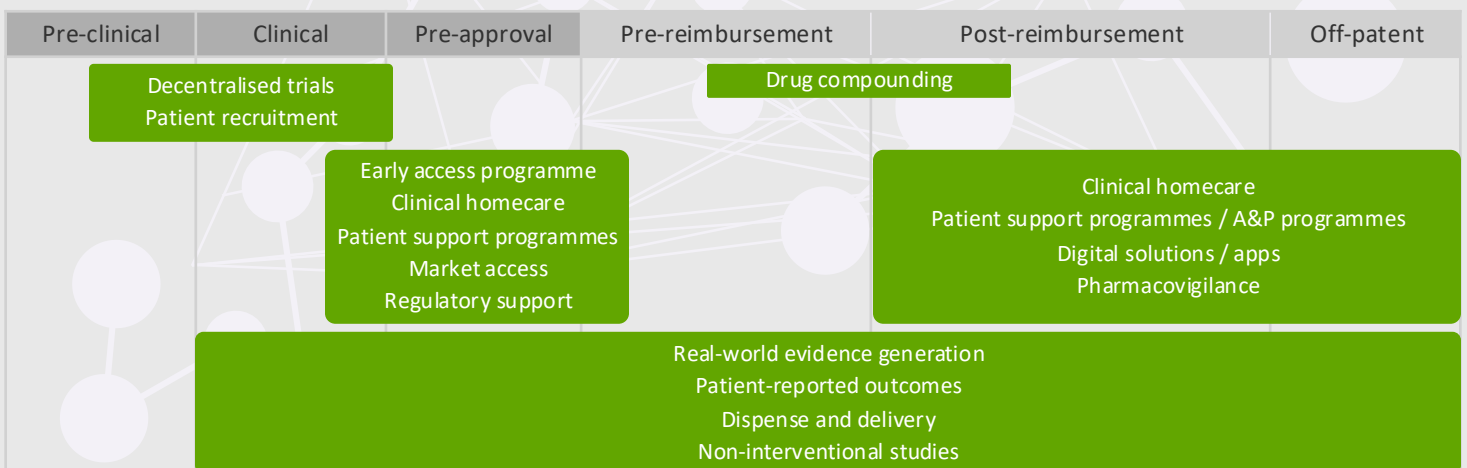 Pre-clinical Clinical Pre-approval Pre-reimbursement Post-reimbursement Off-patent
Decentralised trials
Patient recruitment
Drug compounding
Early access programme
Clinical homecare
Patient support programmes
Market access
Regulatory support
Clinical homecare
Patient support programmes / A&P programmes
Digital solutions / apps
Pharmacovigilance
Real-world evidence generation
Patient-reported outcomes
Dispense and delivery
Non-interventional studies